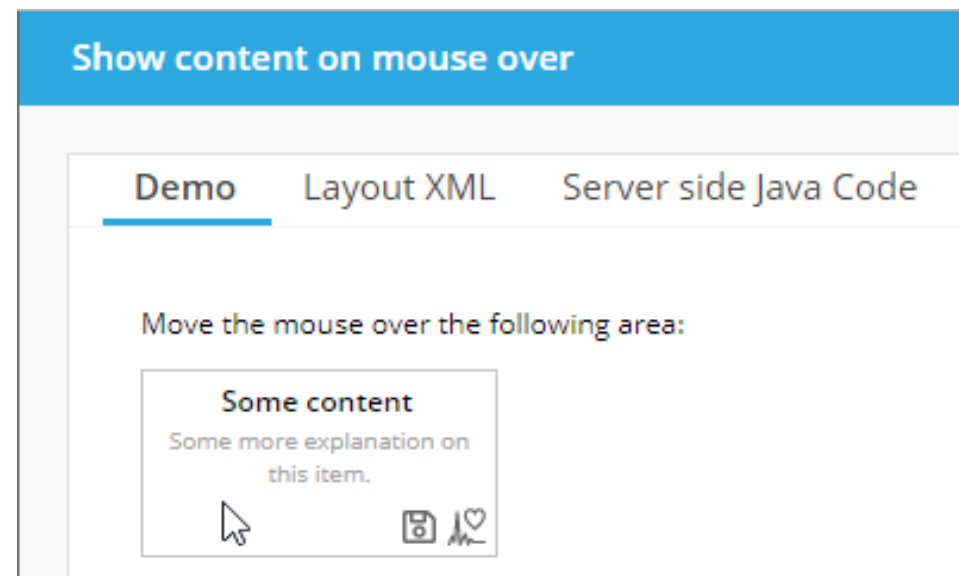 Show content on mouse over
Demo Layout XML Server side Java Code
Move the mouse over the following area:
Some content
Some more explanation on
this item.